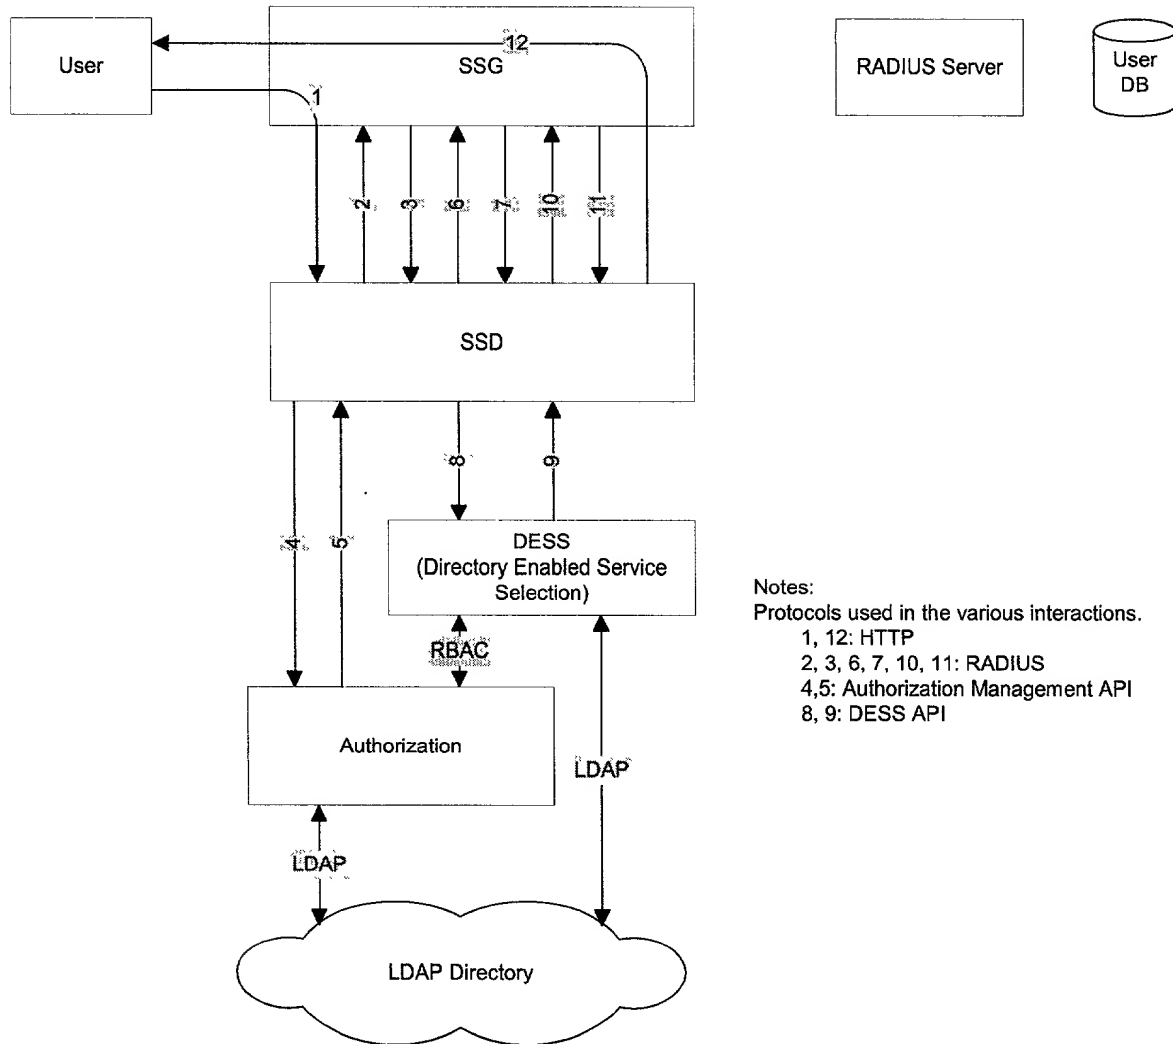 12
User
SSG
RADIUS Server
User
DB
1
2
3
6
7
10
11
SSD
8
9
4
5
DESS
(Directory Enabled Service
Selection)
Notes:
Protocols used in the various interactions.
1, 12: HTTP
2, 3, 6, 7, 10, 11: RADIUS
4,5: Authorization Management API
8, 9: DESS API
RBAC
Authorization
LDAP
LDAP
LDAP Directory